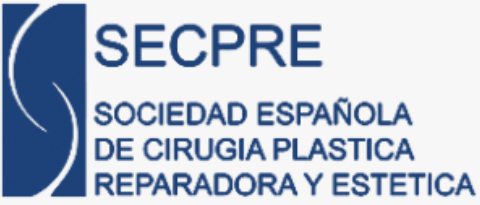 SECPRE
SOCIEDAD ESPAÑOLA
DE CIRUGIA PLASTICA
REPARADORA Y ESTETICA